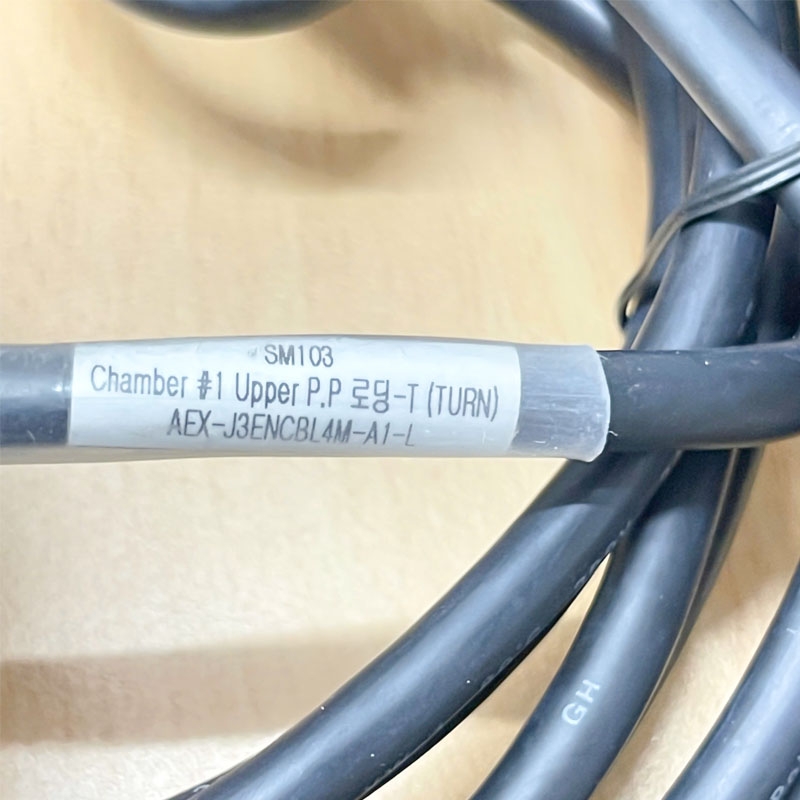 SM103
Chamber #1 Upper P.P 로딩-T (TURN)
AEX-J3ENCBL4M-A1-L
GH